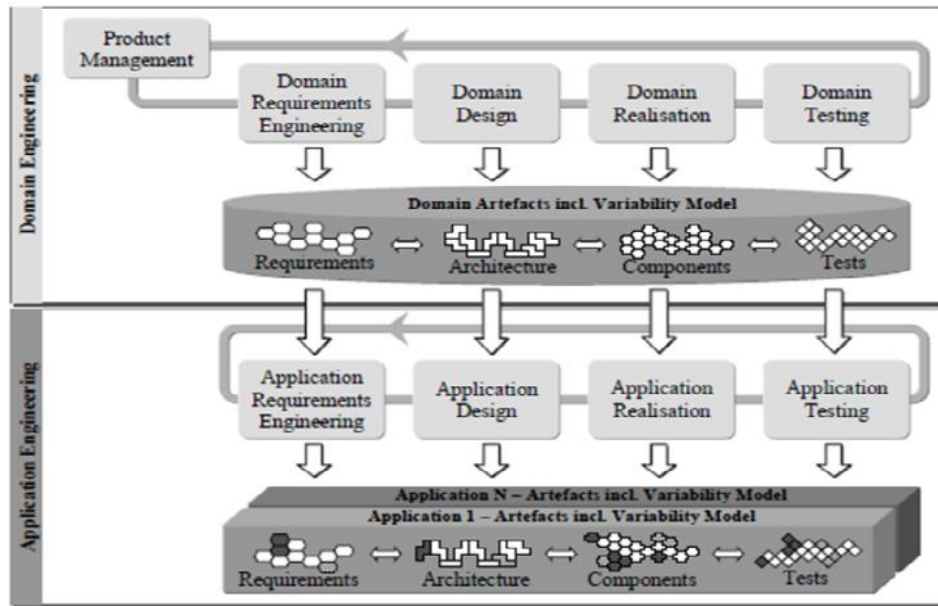 Domain Engineering
Product
Management
Domain
Requirements
Engineering
Domain
Design
Domain
Realisation
Domain
Testing
Domain Artefacts incl. Variability Model
Requirements
Architecture
Components
Tests
Application Engineering
Application
Requirements
Engineering
Application
Design
Application
Realisation
Application
Testing
Application N – Artefacts incl. Variability Model
Application 1 – Artefacts incl. Variability Model
Requirements
Architecture
Components
Tests